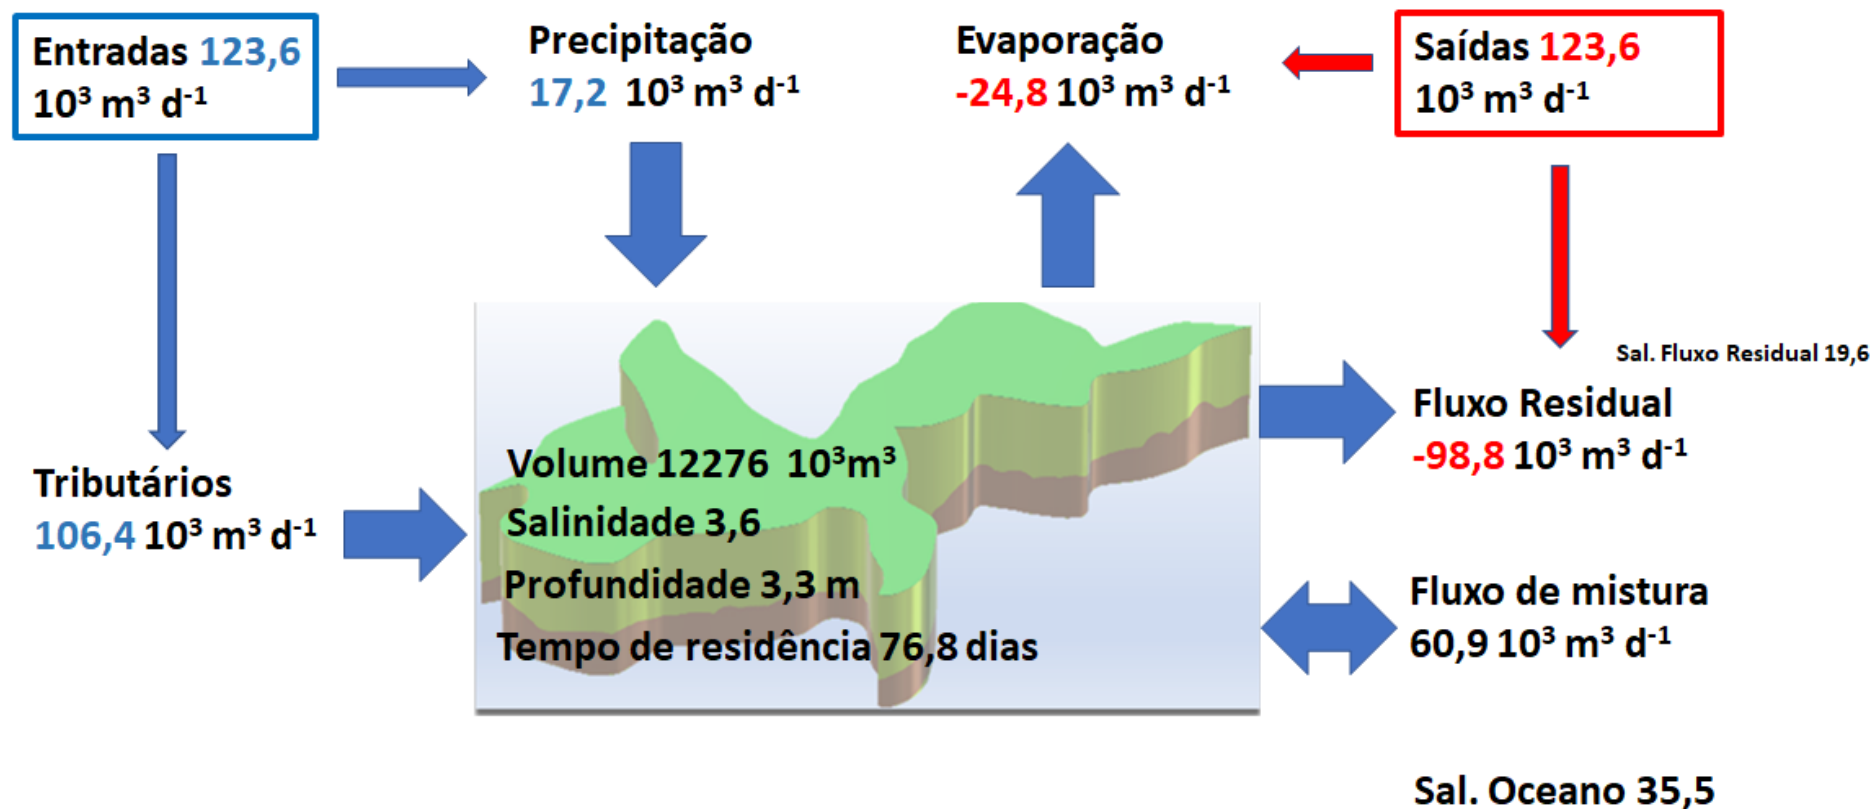 Entradas 123,6
10³ m³ d⁻¹
Precipitação
17,2 10³ m³ d⁻¹
Evaporação
-24,8 10³ m³ d⁻¹
Saídas 123,6
10³ m³ d⁻¹
Sal. Fluxo Residual 19,6
Fluxo Residual
-98,8 10³ m³ d⁻¹
Tributários
106,4 10³ m³ d⁻¹
Volume 12276 10³m³
Salinidade 3,6
Profundidade 3,3 m
Tempo de residência 76,8 dias
Fluxo de mistura
60,9 10³ m³ d⁻¹
Sal. Oceano 35,5